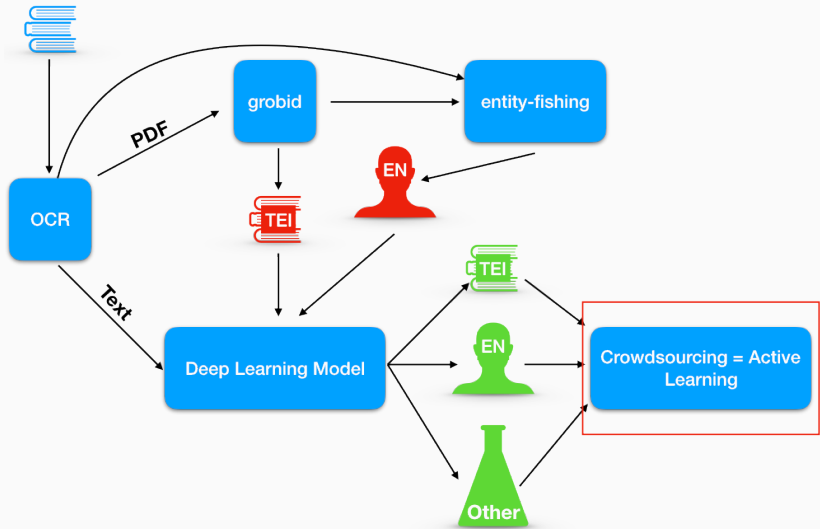 grobid
entity-fishing
PDF
EN
OCR
TEI
TEI
Text
EN
Deep Learning Model
Crowdsourcing = Active
Learning
Other